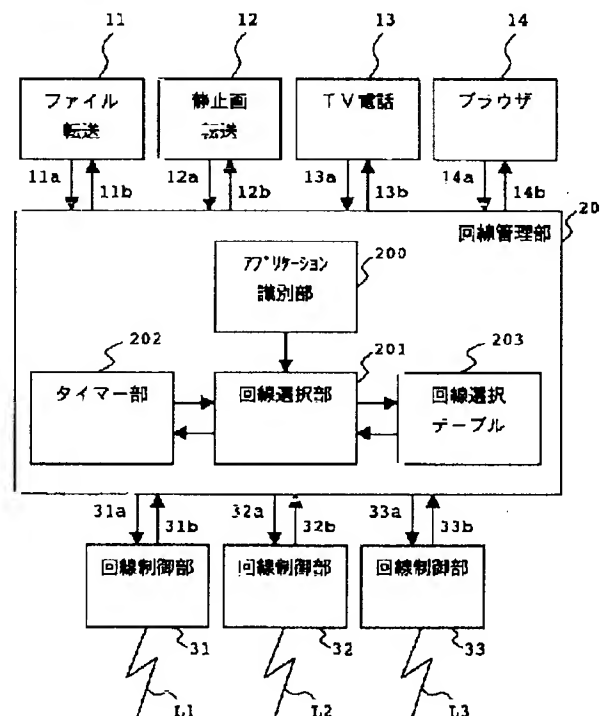 11
12
13
14
ファイル
転送
静止画
転送
TV電話
ブラウザ
11a
11b
12a
12b
13a
13b
14a
14b
20
回線管理部
アプリケーション
識別部
200
202
201
203
タイマー部
回線選択部
回線選択
テーブル
31a
31b
32a
32b
33a
33b
回線制御部
回線制御部
回線制御部
31
32
33
L1
L2
L3